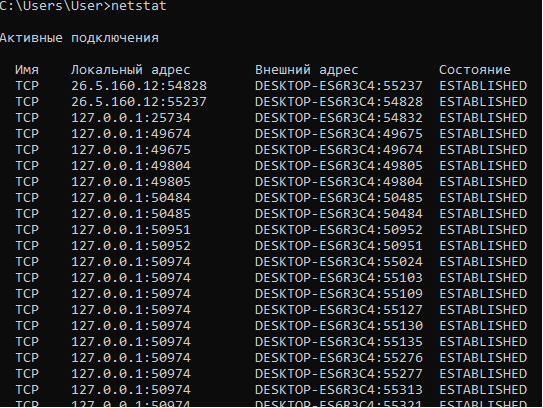 C:\Users\User>netstat
Активные подключения
Имя Локальный адрес Внешний адрес Состояние
TCP 26.5.160.12:54828 DESKTOP-ES6R3C4:55237 ESTABLISHED
TCP 26.5.160.12:55237 DESKTOP-ES6R3C4:54828 ESTABLISHED
TCP 127.0.0.1:25734 DESKTOP-ES6R3C4:54832 ESTABLISHED
TCP 127.0.0.1:49674 DESKTOP-ES6R3C4:49675 ESTABLISHED
TCP 127.0.0.1:49675 DESKTOP-ES6R3C4:49674 ESTABLISHED
TCP 127.0.0.1:49804 DESKTOP-ES6R3C4:49805 ESTABLISHED
TCP 127.0.0.1:49805 DESKTOP-ES6R3C4:49804 ESTABLISHED
TCP 127.0.0.1:50484 DESKTOP-ES6R3C4:50485 ESTABLISHED
TCP 127.0.0.1:50485 DESKTOP-ES6R3C4:50484 ESTABLISHED
TCP 127.0.0.1:50951 DESKTOP-ES6R3C4:50952 ESTABLISHED
TCP 127.0.0.1:50952 DESKTOP-ES6R3C4:50951 ESTABLISHED
TCP 127.0.0.1:50974 DESKTOP-ES6R3C4:55024 ESTABLISHED
TCP 127.0.0.1:50974 DESKTOP-ES6R3C4:55103 ESTABLISHED
TCP 127.0.0.1:50974 DESKTOP-ES6R3C4:55109 ESTABLISHED
TCP 127.0.0.1:50974 DESKTOP-ES6R3C4:55127 ESTABLISHED
TCP 127.0.0.1:50974 DESKTOP-ES6R3C4:55130 ESTABLISHED
TCP 127.0.0.1:50974 DESKTOP-ES6R3C4:55135 ESTABLISHED
TCP 127.0.0.1:50974 DESKTOP-ES6R3C4:55276 ESTABLISHED
TCP 127.0.0.1:50974 DESKTOP-ES6R3C4:55277 ESTABLISHED
TCP 127.0.0.1:50974 DESKTOP-ES6R3C4:55313 ESTABLISHED
TCP 127.0.0.1:50974 DESKTOP-ES6R3C4:55321 ESTABLISHED